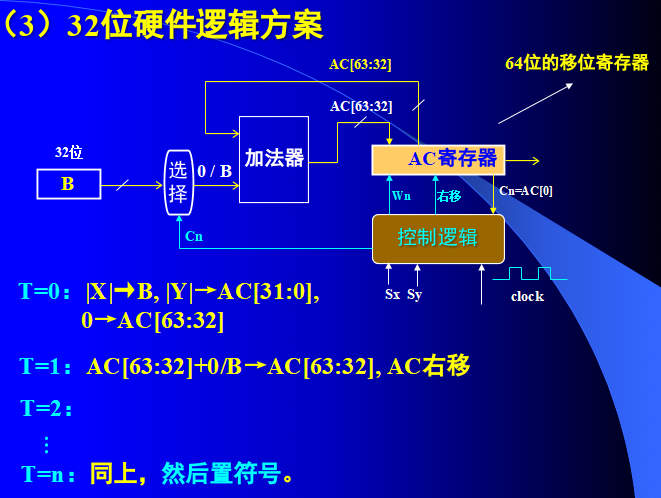 （3）32位硬件逻辑方案
AC[63:32]
64位的移位寄存器
AC[63:32]
32位
B
选择
0 / B
加法器
AC寄存器
Wn
右移
Cn=AC[0]
Cn
控制逻辑
Sx Sy
clock
T=0：|X|→B, |Y|→AC[31:0],
0→AC[63:32]
T=1：AC[63:32]+0/B→AC[63:32], AC右移
T=2：
⋮
T=n：同上，然后置符号。